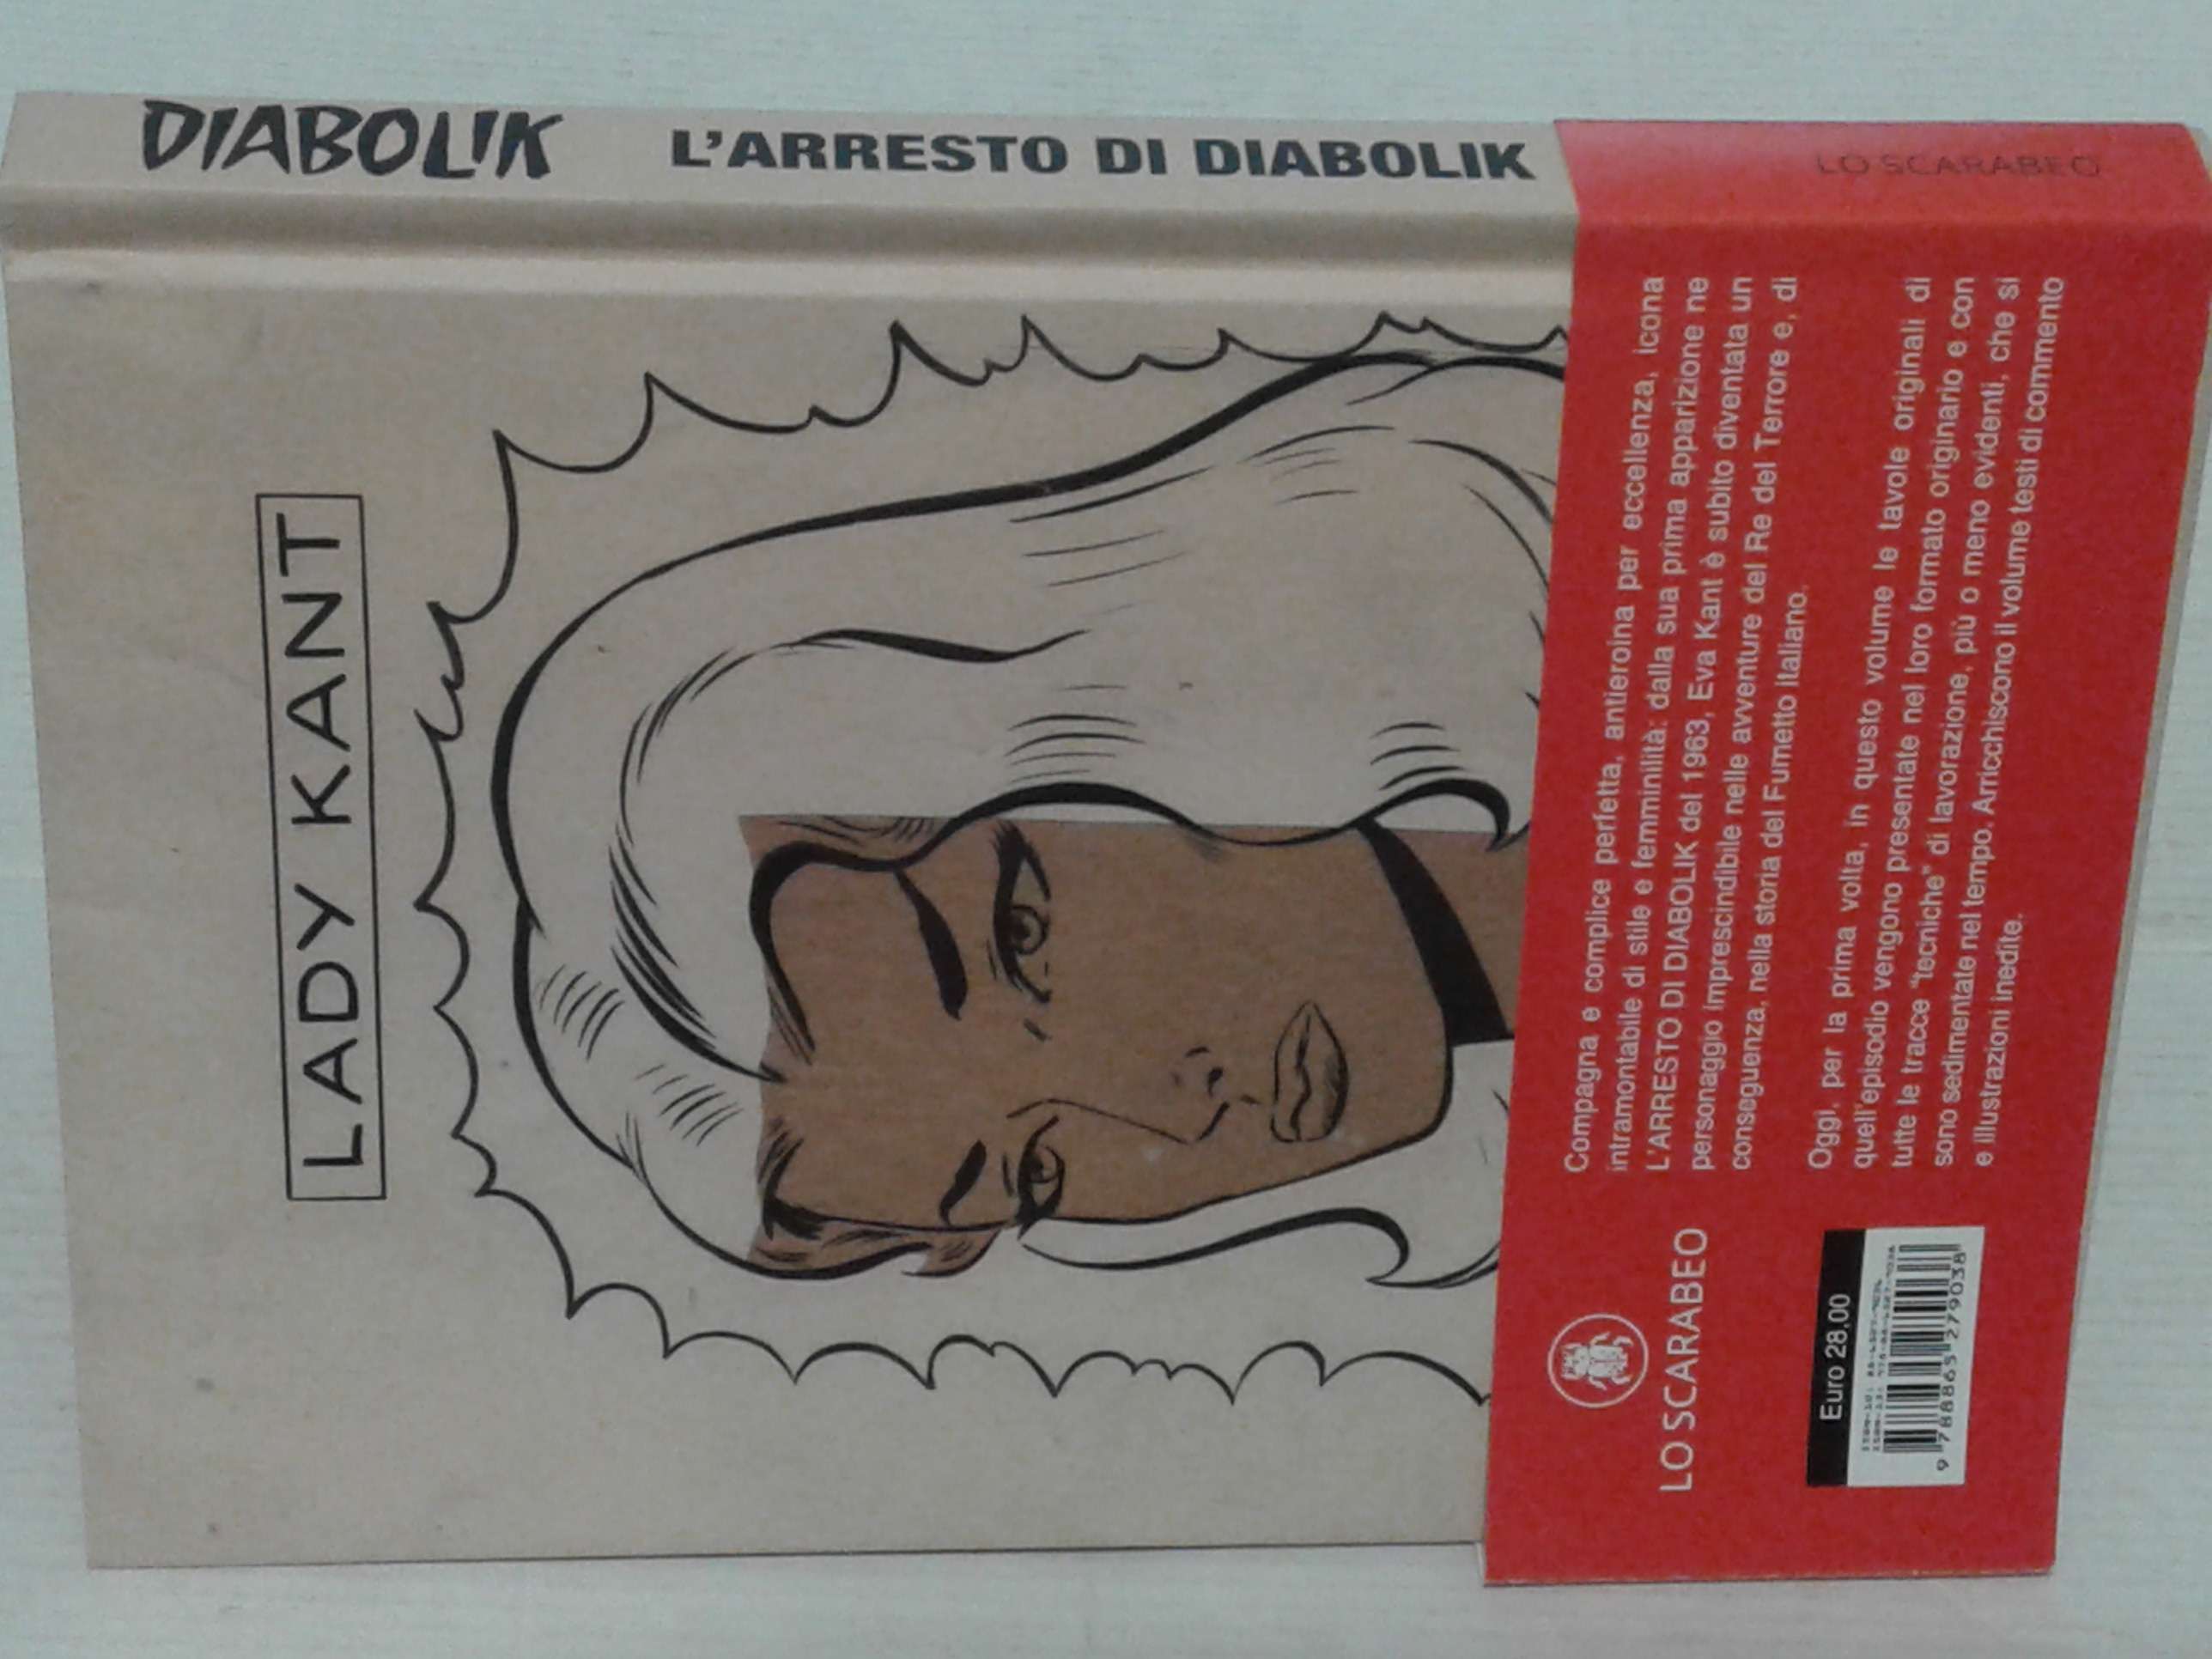 DIABOLIK
L'ARRESTO DI DIABOLIK
LO SCARABEO
LADY KANT
Compagna e complice perfetta, antieroina per eccellenza, icona
intramontabile di stile e femminilità: dalla sua prima apparizione ne
L'ARRESTO DI DIABOLIK del 1963, Eva Kant è subito diventata un
personaggio imprescindibile nelle avventure del Re del Terrore e, di
conseguenza, nella storia del Fumetto Italiano.
Oggi, per la prima volta, in questo volume le tavole originali di
quell'episodio vengono presentate nel loro formato originario e con
tutte le tracce "tecniche" di lavorazione, più o meno evidenti, che si
sono sedimentate nel tempo. Arricchiscono il volume testi di commento
e illustrazioni inedite.
LO SCARABEO
Euro 28,00
9 788865 279038